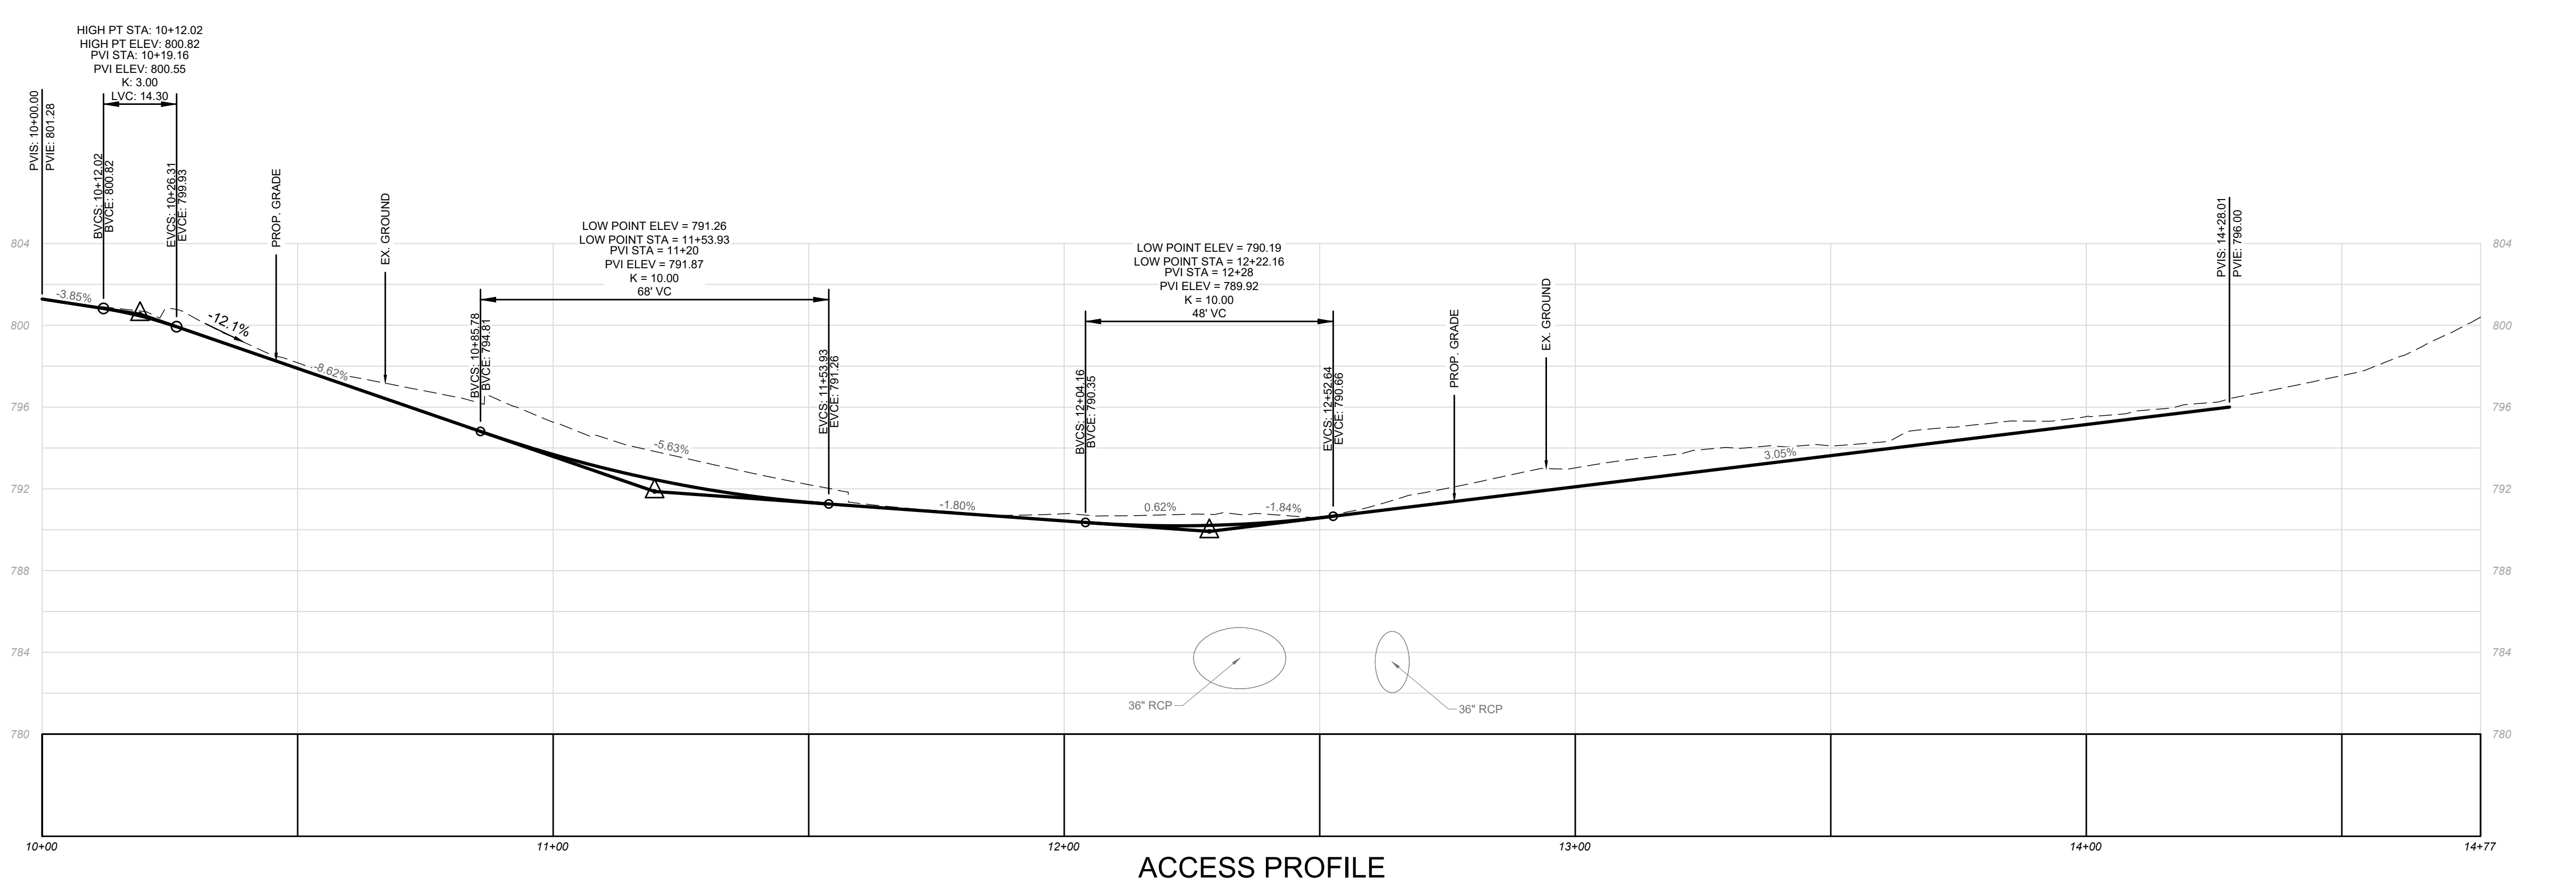 HIGH PT STA: 10+12.02
HIGH PT ELEV: 800.82
PVI STA: 10+19.16
PVI ELEV: 800.55
K: 3.00
LVC: 14.30
PVIS: 10+00.00
PVIE: 801.28
BVCS: 10+12.02
BVCE: 800.82
EVCS: 10+26.31
EVCE: 799.93
PROP. GRADE
EX. GROUND
LOW POINT ELEV = 791.26
LOW POINT STA = 11+53.93
PVI STA = 11+20
PVI ELEV = 791.87
K = 10.00
68' VC
BVCS: 10+85.78
BVCE: 794.81
EVCS: 11+53.93
EVCE: 791.26
LOW POINT ELEV = 790.19
LOW POINT STA = 12+22.16
PVI STA = 12+28
PVI ELEV = 789.92
K = 10.00
48' VC
BVCS: 12+04.16
BVCE: 790.35
EVCS: 12+52.64
EVCE: 790.66
PROP. GRADE
EX. GROUND
PVIS: 14+28.01
PVIE: 796.00
804
804
-3.85%
-12.1%
800
800
-8.62%
796
796
-5.63%
3.05%
792
792
-1.80%
0.62%
-1.84%
788
788
784
784
36" RCP
36" RCP
780
780
10+00
11+00
12+00
13+00
14+00
14+77
ACCESS PROFILE